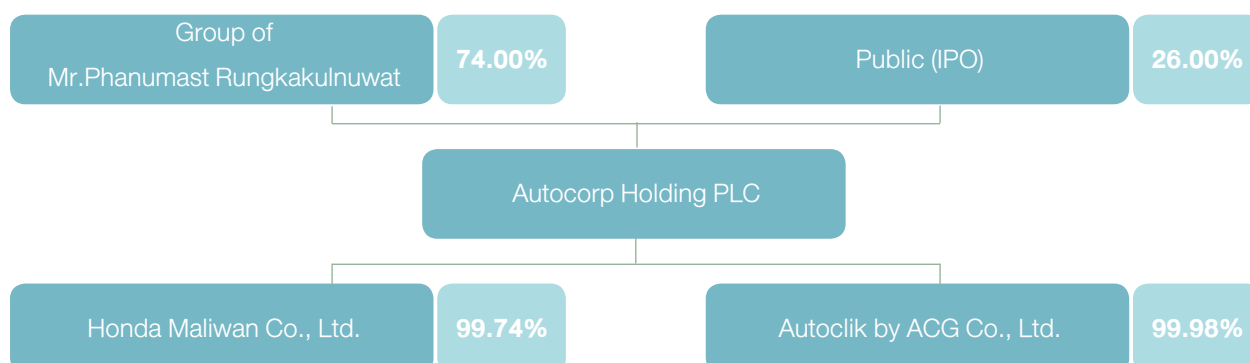 Group of
Mr.Phanumast Rungkakulnuwat
74.00%
Public (IPO)
26.00%
Autocorp Holding PLC
Honda Maliwan Co., Ltd.
99.74%
Autoclik by ACG Co., Ltd.
99.98%